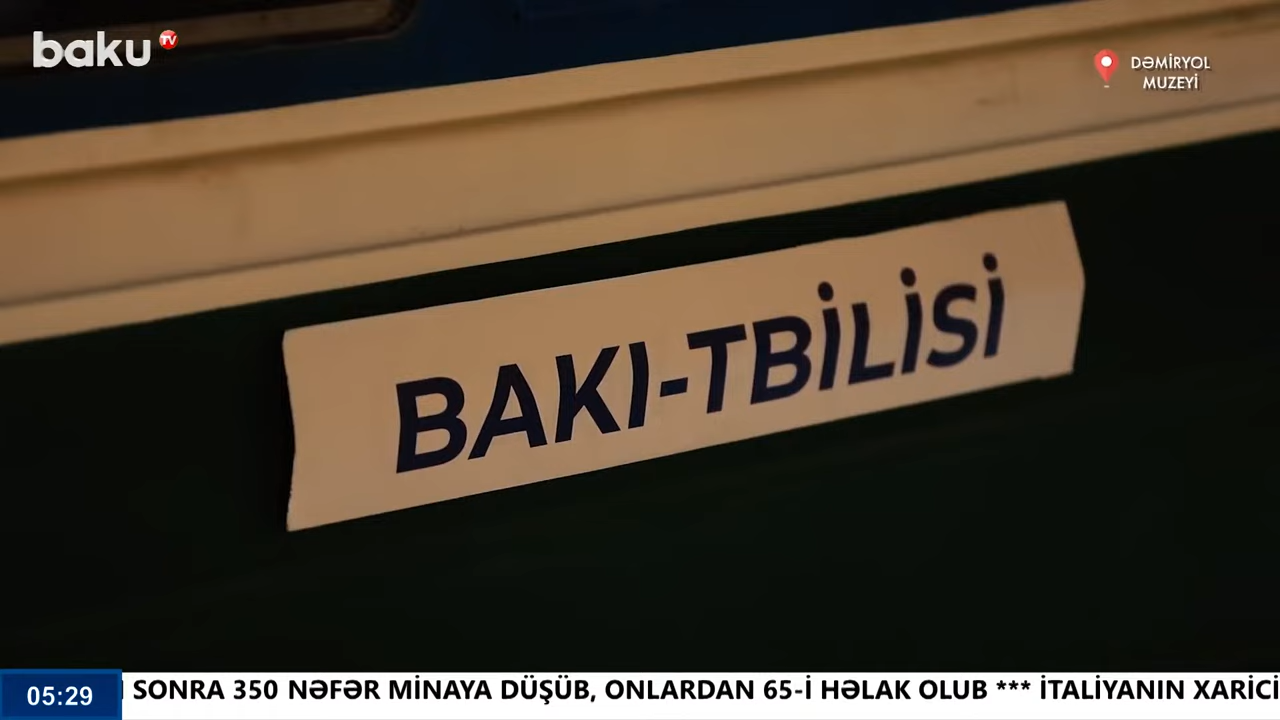 baku TV
DƏMİRYOL
MUZEYİ
BAKI-TBİLİSİ
05:29
SONRA 350 NƏFƏR MİNAYA DÜŞÜB, ONLARDAN 65-İ HƏLAK OLUB *** İTALİYANIN XARİCİ